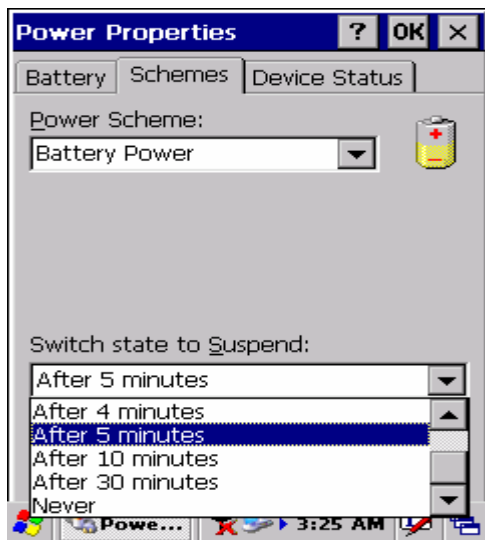 Power Properties ? OK ×
Battery Schemes Device Status
Power Scheme:
Battery Power
Switch state to Suspend:
After 5 minutes
After 4 minutes
After 5 minutes
After 10 minutes
After 30 minutes
Never
Powe... 3:25 AM